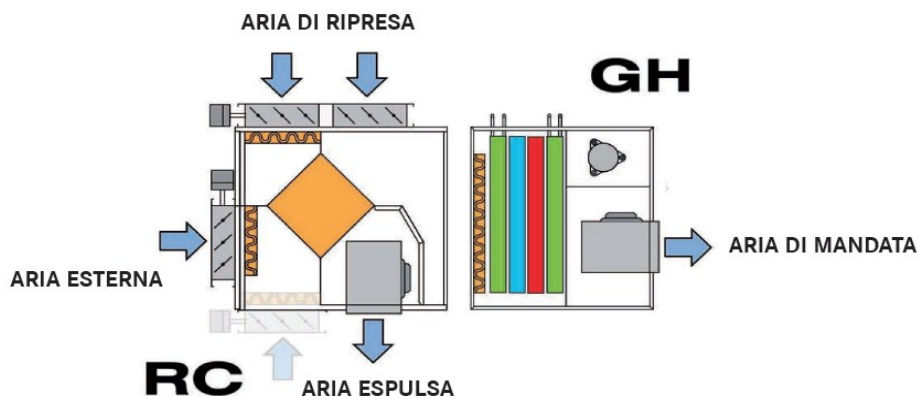 ARIA DI RIPRESA
GH
ARIA DI MANDATA
ARIA ESTERNA
RC
ARIA ESPULSA